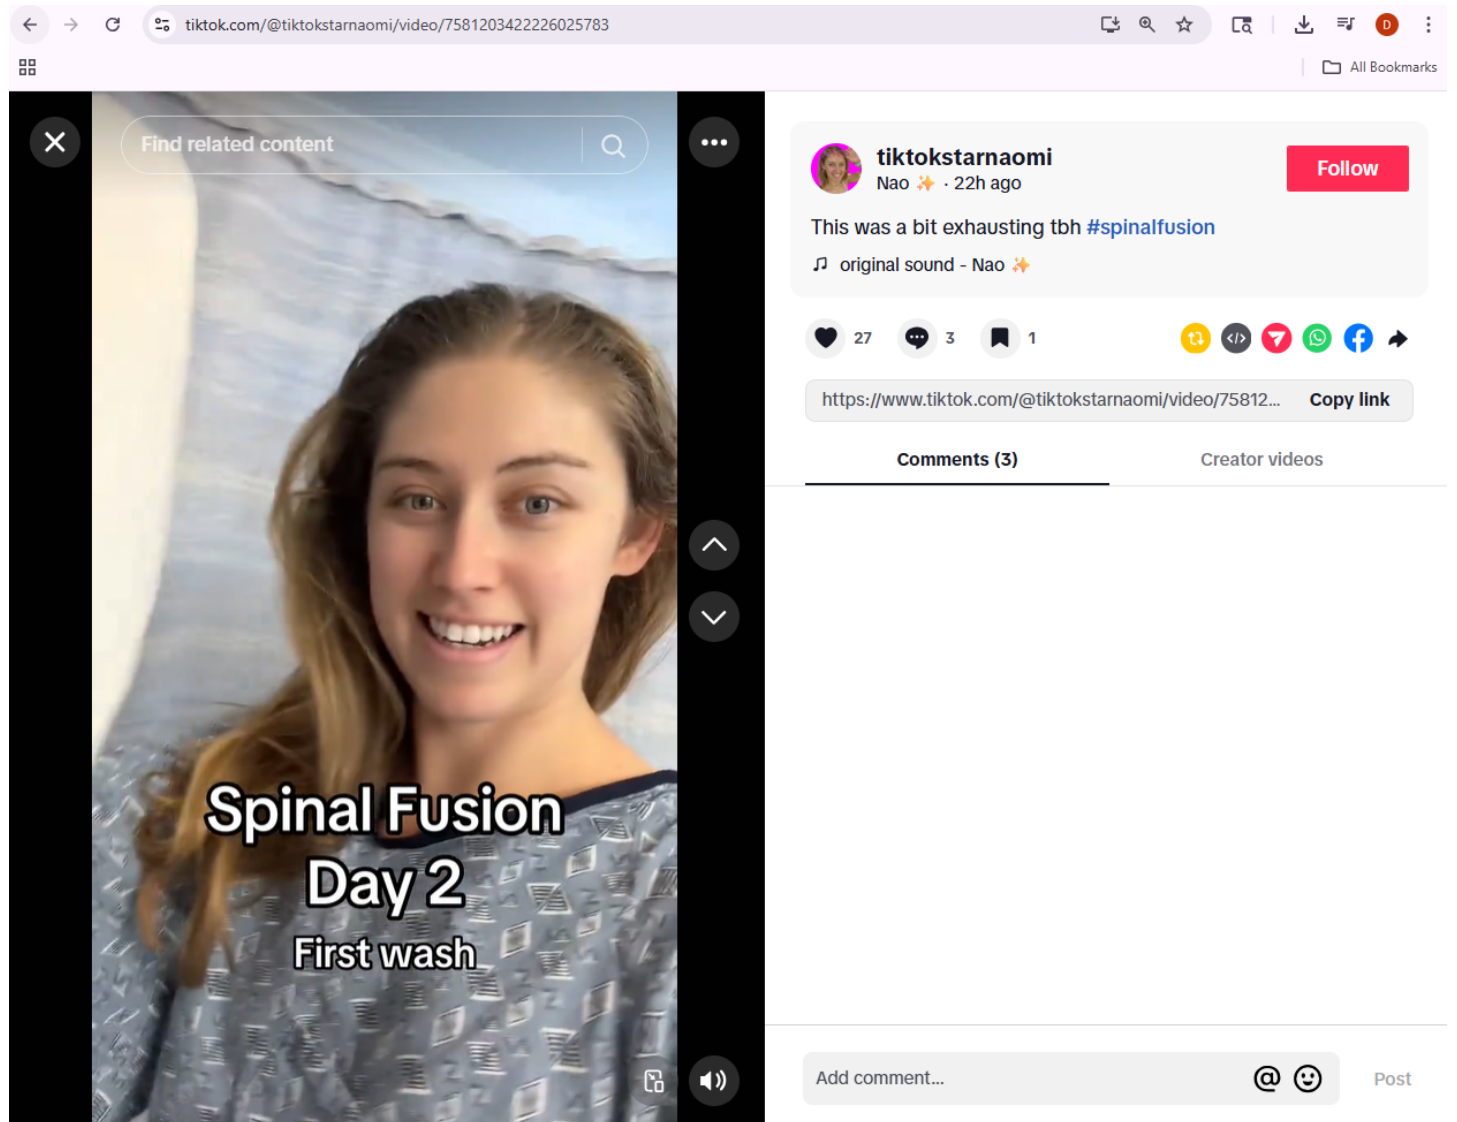 tiktok.com/@tiktokstarnaomi/video/7581203422226025783
D
All Bookmarks
Find related content
Spinal Fusion
Day 2
First wash
tiktokstarnaomi
Nao ✨ · 22h ago
Follow
This was a bit exhausting tbh #spinalfusion
original sound - Nao ✨
27
3
1
https://www.tiktok.com/@tiktokstarnaomi/video/75812...
Copy link
Comments (3)
Creator videos
Add comment...
@
Post